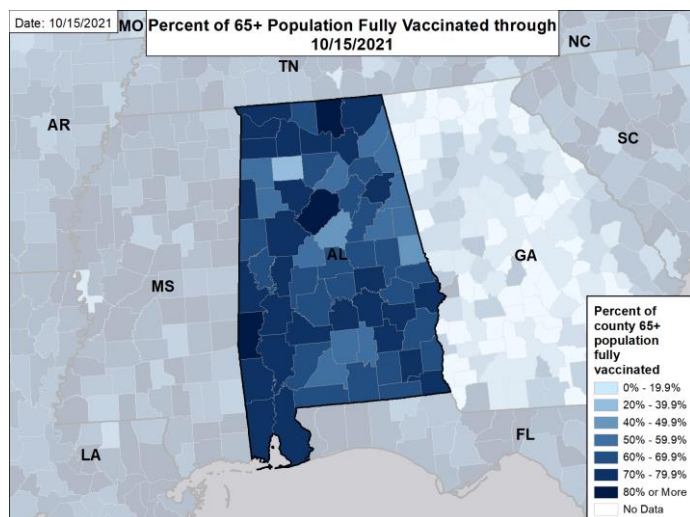 Date: 10/15/2021
Percent of 65+ Population Fully Vaccinated through
10/15/2021
MO
NC
TN
AR
SC
AL
GA
MS
LA
FL
Percent of
county 65+
population
fully
vaccinated
0% - 19.9%
20% - 39.9%
40% - 49.9%
50% - 59.9%
60% - 69.9%
70% - 79.9%
80% or More
No Data